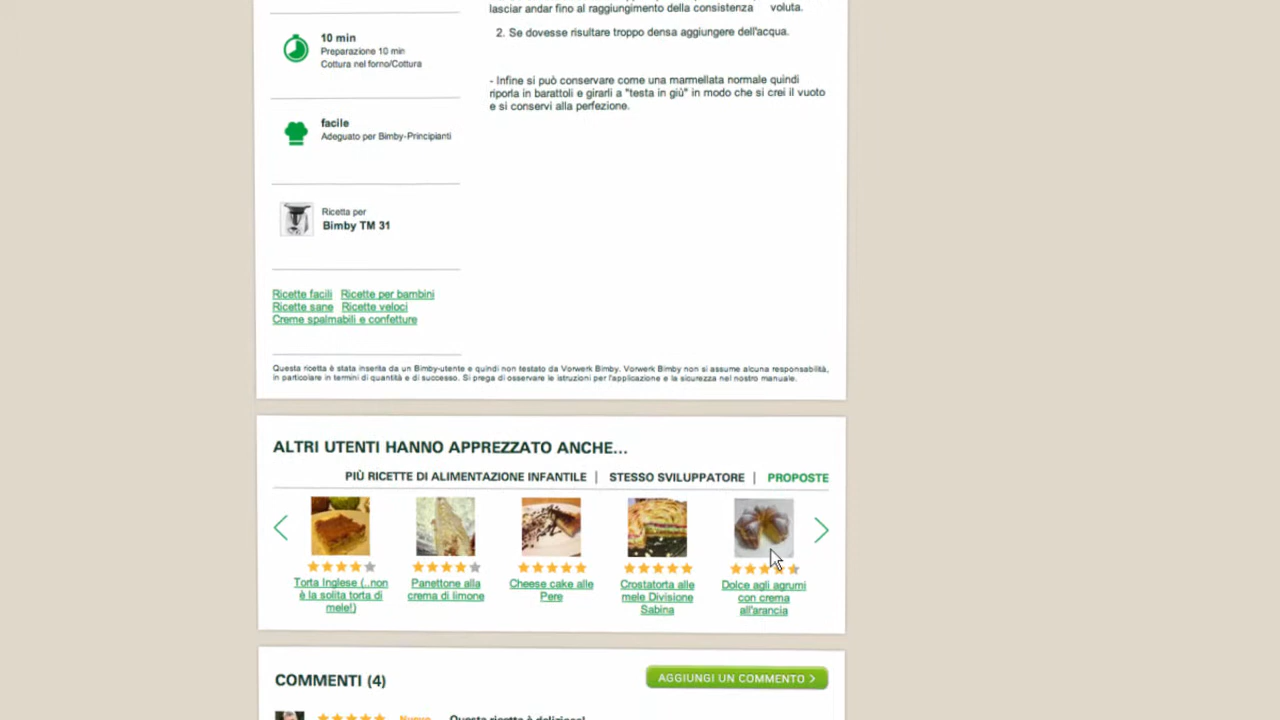 lasciar andar fino al raggiungimento della consistenza voluta.
2. Se dovesse risultare troppo densa aggiungere dell'acqua.
- Infine si può conservare come una marmellata normale quindi
riporla in barattoli e girarli a "testa in giù" in modo che si crei il vuoto
e si conservi alla perfezione.
10 min
Preparazione 10 min
Cottura nel forno/Cottura
facile
Adeguato per Bimby-Principianti
Ricetta per
Bimby TM 31
Ricette facili Ricette per bambini
Ricette sane Ricette veloci
Creme spalmabili e confetture
Questa ricetta è stata inserita da un Bimby-utente e quindi non testato da Vorwerk Bimby. Vorwerk Bimby non si assume alcuna responsabilità,
in particolare in termini di quantità e di successo. Si prega di osservare le istruzioni per l'applicazione e la sicurezza nel nostro manuale.
ALTRI UTENTI HANNO APPREZZATO ANCHE...
PIÙ RICETTE DI ALIMENTAZIONE INFANTILE | STESSO SVILUPPATORE | PROPOSTE
Torta Inglese (..non
è la solita torta di
mele!)
Panettone alla
crema di limone
Cheese cake alle
Pere
Crostatorta alle
mele Divisione
Sabina
Dolce agli agrumi
con crema
all'arancia
COMMENTI (4)
AGGIUNGI UN COMMENTO >
Nuovo Questa ricetta è deliziosa!